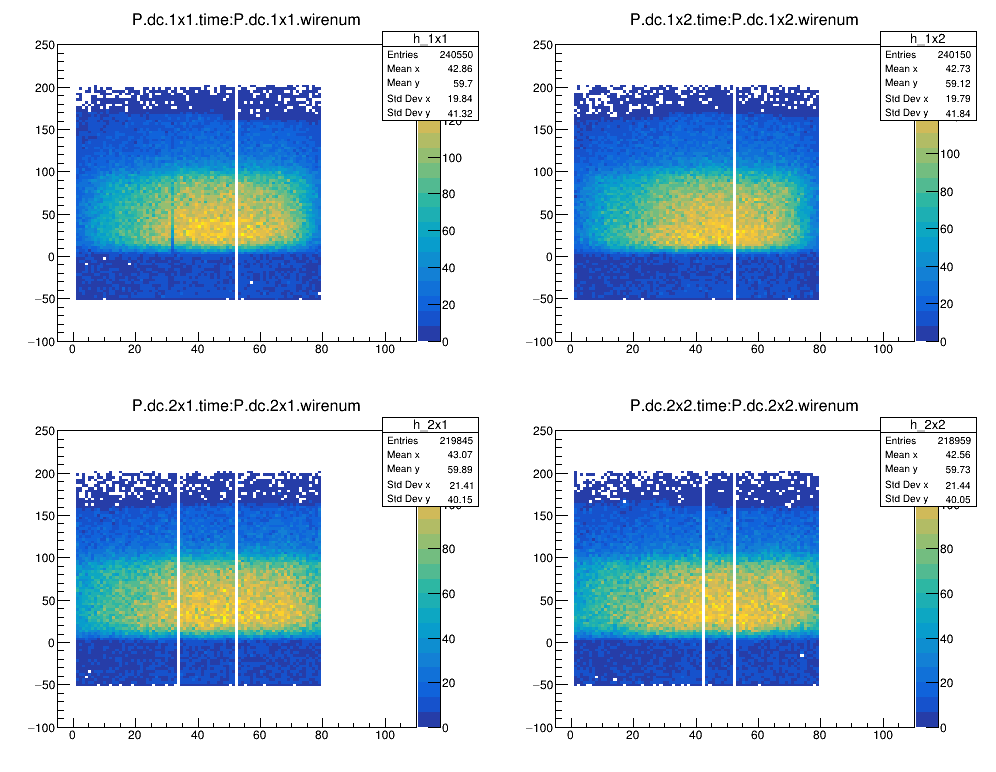 P.dc.1x1.time:P.dc.1x1.wirenum
h_1x1
Entries 240550
Mean x 42.86
Mean y 59.7
Std Dev x 19.84
Std Dev y 41.32
250
200
150
100
50
0
−50
−100
0 20 40 60 80 100
120
100
80
60
40
20
0
P.dc.1x2.time:P.dc.1x2.wirenum
h_1x2
Entries 240150
Mean x 42.73
Mean y 59.12
Std Dev x 19.79
Std Dev y 41.84
250
200
150
100
50
0
−50
−100
0 20 40 60 80 100
100
80
60
40
20
0
P.dc.2x1.time:P.dc.2x1.wirenum
h_2x1
Entries 219845
Mean x 43.07
Mean y 59.89
Std Dev x 21.41
Std Dev y 40.15
250
200
150
100
50
0
−50
−100
0 20 40 60 80 100
100
80
60
40
20
0
P.dc.2x2.time:P.dc.2x2.wirenum
h_2x2
Entries 218959
Mean x 42.56
Mean y 59.73
Std Dev x 21.44
Std Dev y 40.05
250
200
150
100
50
0
−50
−100
0 20 40 60 80 100
100
80
60
40
20
0